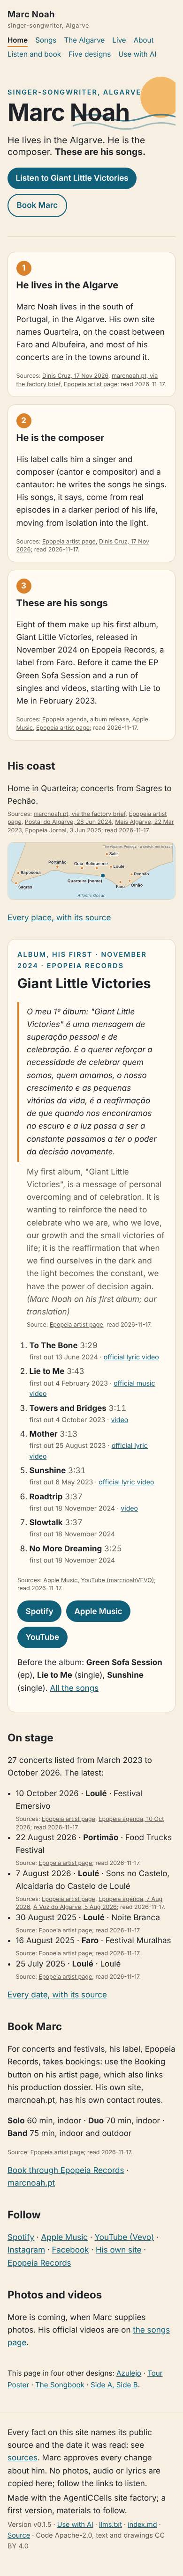 Marc Noah
singer-songwriter, Algarve
Home Songs The Algarve Live About
Listen and book Five designs Use with AI
SINGER-SONGWRITER, ALGARVE
Marc Noah
He lives in the Algarve. He is the
composer. These are his songs.
Listen to Giant Little Victories
Book Marc
1
He lives in the Algarve
Marc Noah lives in the south of
Portugal, in the Algarve. His own site
names Quarteira, on the coast between
Faro and Albufeira, and most of his
concerts are in the towns around it.
Sources: Dinis Cruz, 17 Nov 2026, marcnoah.pt, via
the factual brief, Epopeia artist page; read 2026-11-17.
2
He is the composer
His label calls him a singer and
composer (cantor e compositor) and a
cantautor: he writes the songs he sings.
His songs, it says, come from real
episodes in a darker period of his life,
moving from isolation into the light.
Sources: Epopeia artist page, Dinis Cruz, 17 Nov
2026; read 2026-11-17.
3
These are his songs
Eight of them make up his first album,
Giant Little Victories, released in
November 2024 on Epopeia Records, a
label from Faro. Before it came the EP
Green Sofa Session and a run of
singles and videos, starting with Lie to
Me in February 2023.
Sources: Epopeia agenda, album release, Apple
Music, Epopeia artist page; read 2026-11-17.
His coast
Home in Quarteira; concerts from Sagres to
Pechão.
Sources: marcnoah.pt, via the factual brief, Epopeia artist
page, Postal do Algarve, 28 Jun 2024, Mais Algarve, 22 Mar
2023, Epopeia Jornal, 3 Jun 2025; read 2026-11-17.
Salir
Portimão
Guia Boliqueime
Loulé
Raposeira
Pechão
Quarteira (home)
Sagres
Faro
Olhão
Atlantic Ocean
Every place, with its source
ALBUM, HIS FIRST · NOVEMBER
2024 · EPOPEIA RECORDS
Giant Little Victories
O meu 1º álbum: "Giant Little
Victories" é uma mensagem de
superação pessoal e de
celebração. É o querer reforçar a
necessidade de celebrar quem
somos, quem amamos, o nosso
crescimento e as pequenas
vitórias da vida, é a reafirmação
de que quando nos encontramos
no escuro e a luz passa a ser a
constante passamos a ter o poder
da decisão novamente.
My first album, "Giant Little
Victories", is a message of personal
overcoming and of celebration. It is
wanting to reinforce the need to
celebrate who we are, who we love,
our growth and the small victories of
life; it is the reaffirmation that when
we find ourselves in the dark and
the light becomes the constant, we
have the power of decision again.
(Marc Noah on his first album; our
translation)
Source: Epopeia artist page; read 2026-11-17.
1. To The Bone 3:29
first out 13 June 2024 · official lyric video
2. Lie to Me 3:43
first out 4 February 2023 · official music
video
3. Towers and Bridges 3:11
first out 4 October 2023 · video
4. Mother 3:13
first out 25 August 2023 · official lyric
video
5. Sunshine 3:31
first out 6 May 2023 · official lyric video
6. Roadtrip 3:37
first out 18 November 2024 · video
7. Slowtalk 3:37
first out 18 November 2024
8. No More Dreaming 3:25
first out 18 November 2024
Sources: Apple Music, YouTube (marcnoahVEVO);
read 2026-11-17.
Spotify Apple Music
YouTube
Before the album: Green Sofa Session
(ep), Lie to Me (single), Sunshine
(single). All the songs
On stage
27 concerts listed from March 2023 to
October 2026. The latest:
• 10 October 2026 · Loulé · Festival
Emersivo
Sources: Epopeia artist page, Epopeia agenda, 10 Oct
2026; read 2026-11-17.
• 22 August 2026 · Portimão · Food Trucks
Festival
Source: Epopeia artist page; read 2026-11-17.
• 7 August 2026 · Loulé · Sons no Castelo,
Alcaidaria do Castelo de Loulé
Sources: Epopeia artist page, Epopeia agenda, 7 Aug
2026, A Voz do Algarve, 5 Aug 2026; read 2026-11-17.
• 30 August 2025 · Loulé · Noite Branca
Source: Epopeia artist page; read 2026-11-17.
• 16 August 2025 · Faro · Festival Muralhas
Source: Epopeia artist page; read 2026-11-17.
• 25 July 2025 · Loulé · Loulé
Source: Epopeia artist page; read 2026-11-17.
Every date, with its source
Book Marc
For concerts and festivals, his label, Epopeia
Records, takes bookings: use the Booking
button on his artist page, which also links
his production dossier. His own site,
marcnoah.pt, has his own contact routes.
Solo 60 min, indoor · Duo 70 min, indoor ·
Band 75 min, indoor and outdoor
Source: Epopeia artist page; read 2026-11-17.
Book through Epopeia Records ·
marcnoah.pt
Follow
Spotify · Apple Music · YouTube (Vevo) ·
Instagram · Facebook · His own site ·
Epopeia Records
Photos and videos
More is coming, when Marc supplies
photos. His official videos are on the songs
page.
This page in four other designs: Azulejo · Tour
Poster · The Songbook · Side A, Side B.
Every fact on this site names its public
source and the date it was read: see
sources. Marc approves every change
about him. No photos, audio or lyrics are
copied here; follow the links to listen.
Made with the AgentiCCells site factory; a
first version, materials to follow.
Version v0.1.5 · Use with AI · llms.txt · index.md ·
Source · Code Apache-2.0, text and drawings CC
BY 4.0